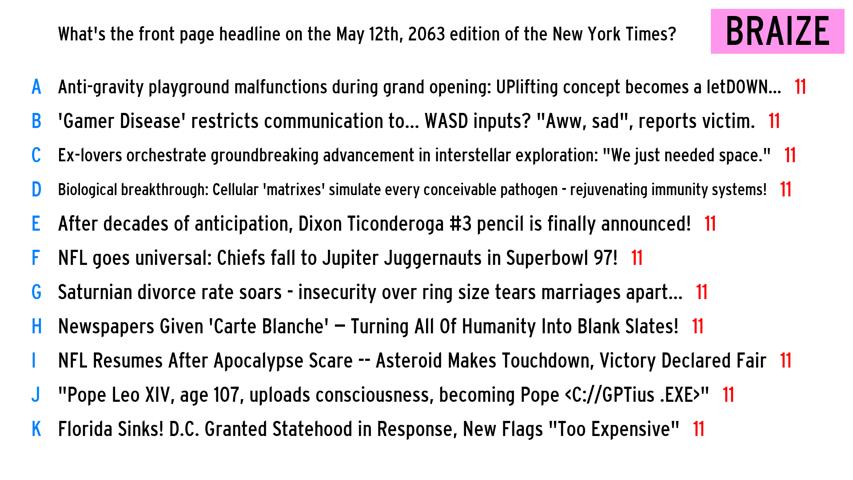 What's the front page headline on the May 12th, 2063 edition of the New York Times? BRAIZE
A Anti-gravity playground malfunctions during grand opening: UPlifting concept becomes a letDOWN... 11
B 'Gamer Disease' restricts communication to... WASD inputs? "Aww, sad", reports victim. 11
C Ex-lovers orchestrate groundbreaking advancement in interstellar exploration: "We just needed space." 11
D Biological breakthrough: Cellular 'matrixes' simulate every conceivable pathogen - rejuvenating immunity systems! 11
E After decades of anticipation, Dixon Ticonderoga #3 pencil is finally announced! 11
F NFL goes universal: Chiefs fall to Jupiter Juggernauts in Superbowl 97! 11
G Saturnian divorce rate soars - insecurity over ring size tears marriages apart... 11
H Newspapers Given 'Carte Blanche' — Turning All Of Humanity Into Blank Slates! 11
I NFL Resumes After Apocalypse Scare -- Asteroid Makes Touchdown, Victory Declared Fair 11
J "Pope Leo XIV, age 107, uploads consciousness, becoming Pope <C://GPTius .EXE>" 11
K Florida Sinks! D.C. Granted Statehood in Response, New Flags "Too Expensive" 11